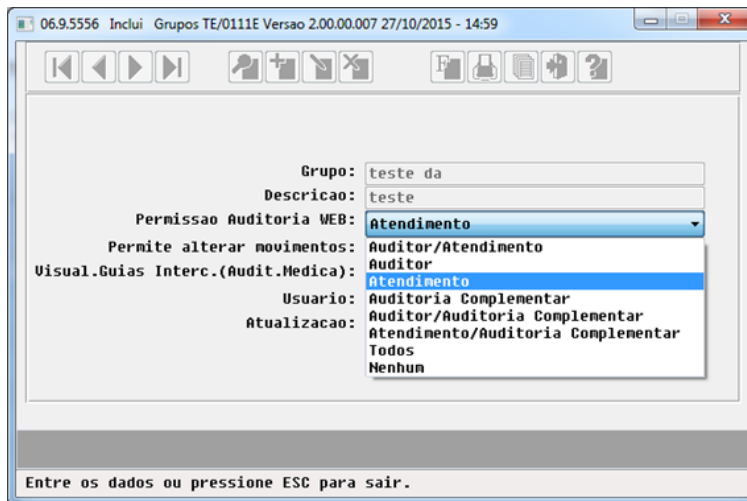 06.9.5556 Inclui Grupos TE/0111E Versao 2.00.00.007 27/10/2015 - 14:59
Grupo: teste da
Descricao: teste
Permissao Auditoria WEB: Atendimento
Permite alterar movimentos: Auditor/Atendimento
Auditor
Visual.Guias Interc.(Audit.Medica): Atendimento
Usuario: Auditoria Complementar
Auditor/Auditoria Complementar
Atualizacao: Atendimento/Auditoria Complementar
Todos
Nenhum
Entre os dados ou pressione ESC para sair.